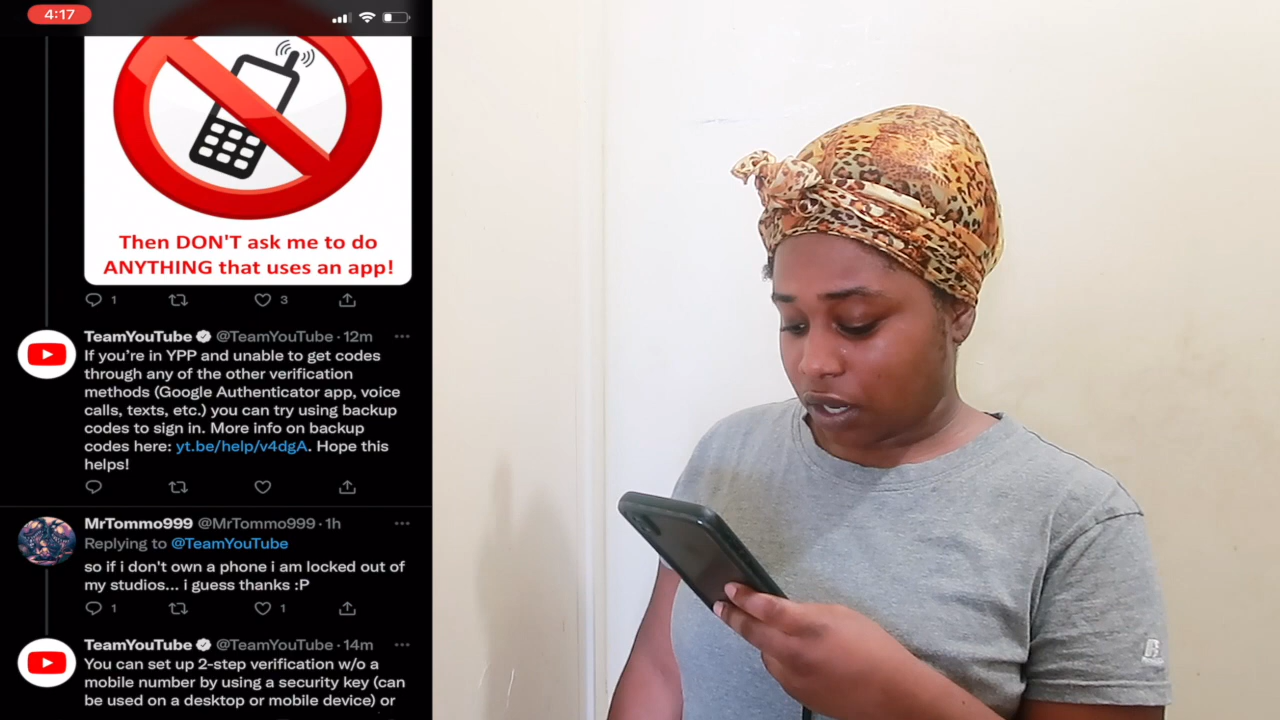 4:17
Then DON'T ask me to do
ANYTHING that uses an app!
1 3
TeamYouTube @TeamYouTube · 12m
If you're in YPP and unable to get codes
through any of the other verification
methods (Google Authenticator app, voice
calls, texts, etc.) you can try using backup
codes to sign in. More info on backup
codes here: yt.be/help/v4dgA. Hope this
helps!
MrTommo999 @MrTommo999 · 1h
Replying to @TeamYouTube
so if i don't own a phone i am locked out of
my studios... i guess thanks :P
1 1
TeamYouTube @TeamYouTube · 14m
You can set up 2-step verification w/o a
mobile number by using a security key (can
be used on a desktop or mobile device) or